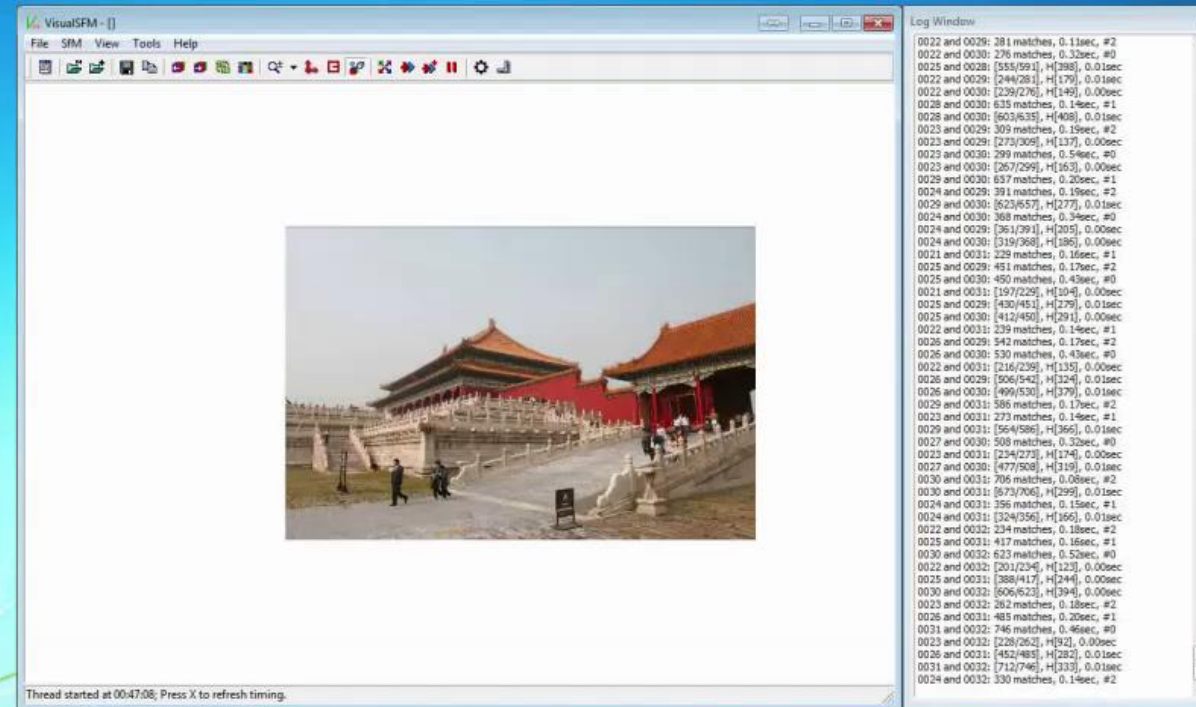 VisualSFM - []
File SfM View Tools Help
Thread started at 00:47:08; Press X to refresh timing.
Log Window
0022 and 0029: 281 matches, 0.11sec, #2
0022 and 0030: 276 matches, 0.32sec, #0
0025 and 0028: [555/591], H[398], 0.01sec
0022 and 0029: [244/281], H[179], 0.01sec
0022 and 0030: [239/276], H[149], 0.00sec
0028 and 0030: 635 matches, 0.14sec, #1
0028 and 0030: [603/635], H[408], 0.01sec
0023 and 0029: 309 matches, 0.19sec, #2
0023 and 0029: [273/309], H[137], 0.00sec
0023 and 0030: 299 matches, 0.54sec, #0
0023 and 0030: [267/299], H[163], 0.00sec
0029 and 0030: 657 matches, 0.20sec, #1
0024 and 0029: 391 matches, 0.19sec, #2
0029 and 0030: [623/657], H[277], 0.01sec
0024 and 0030: 368 matches, 0.34sec, #0
0024 and 0029: [361/391], H[205], 0.00sec
0024 and 0030: [319/368], H[186], 0.00sec
0021 and 0031: 229 matches, 0.16sec, #1
0025 and 0029: 451 matches, 0.17sec, #2
0025 and 0030: 450 matches, 0.43sec, #0
0021 and 0031: [197/229], H[104], 0.00sec
0025 and 0029: [430/451], H[279], 0.01sec
0025 and 0030: [412/450], H[291], 0.00sec
0022 and 0031: 239 matches, 0.14sec, #1
0026 and 0029: 542 matches, 0.17sec, #2
0026 and 0030: 530 matches, 0.43sec, #0
0022 and 0031: [216/239], H[135], 0.00sec
0026 and 0029: [506/542], H[324], 0.01sec
0026 and 0030: [499/530], H[379], 0.01sec
0029 and 0031: 586 matches, 0.17sec, #2
0023 and 0031: 273 matches, 0.14sec, #1
0029 and 0031: [564/586], H[366], 0.01sec
0027 and 0030: 508 matches, 0.32sec, #0
0023 and 0031: [234/273], H[174], 0.00sec
0027 and 0030: [477/508], H[319], 0.01sec
0030 and 0031: 706 matches, 0.08sec, #2
0030 and 0031: [673/706], H[299], 0.01sec
0024 and 0031: 356 matches, 0.15sec, #1
0024 and 0031: [324/356], H[166], 0.01sec
0022 and 0032: 234 matches, 0.18sec, #2
0025 and 0031: 417 matches, 0.16sec, #1
0030 and 0032: 623 matches, 0.52sec, #0
0022 and 0032: [201/234], H[123], 0.00sec
0025 and 0031: [388/417], H[244], 0.00sec
0030 and 0032: [606/623], H[394], 0.00sec
0023 and 0032: 262 matches, 0.18sec, #2
0026 and 0031: 485 matches, 0.20sec, #1
0031 and 0032: 746 matches, 0.46sec, #0
0023 and 0032: [228/262], H[92], 0.00sec
0026 and 0031: [452/485], H[282], 0.01sec
0031 and 0032: [712/746], H[333], 0.01sec
0024 and 0032: 330 matches, 0.14sec, #2